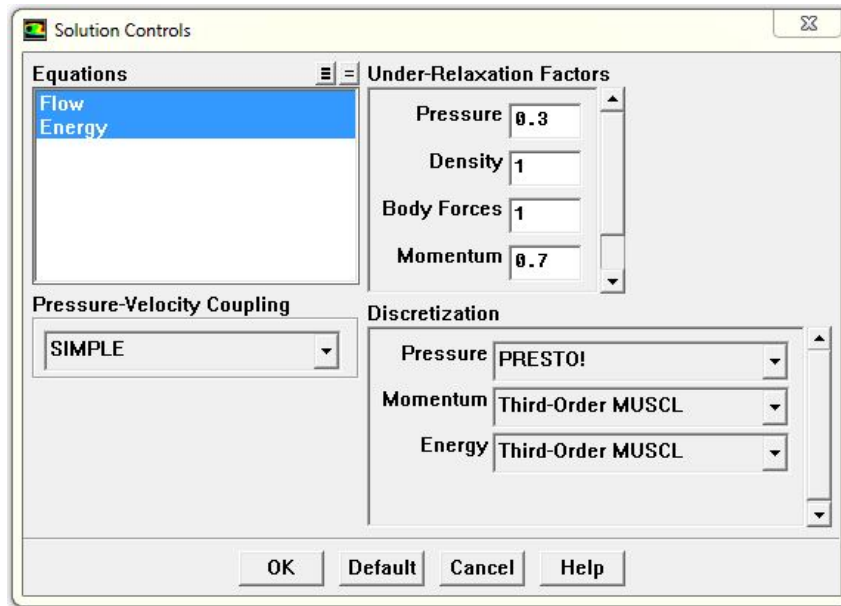 Solution Controls
Equations
Flow
Energy
Under-Relaxation Factors
Pressure 0.3
Density 1
Body Forces 1
Momentum 0.7
Pressure-Velocity Coupling
SIMPLE
Discretization
Pressure PRESTO!
Momentum Third-Order MUSCL
Energy Third-Order MUSCL
OK Default Cancel Help